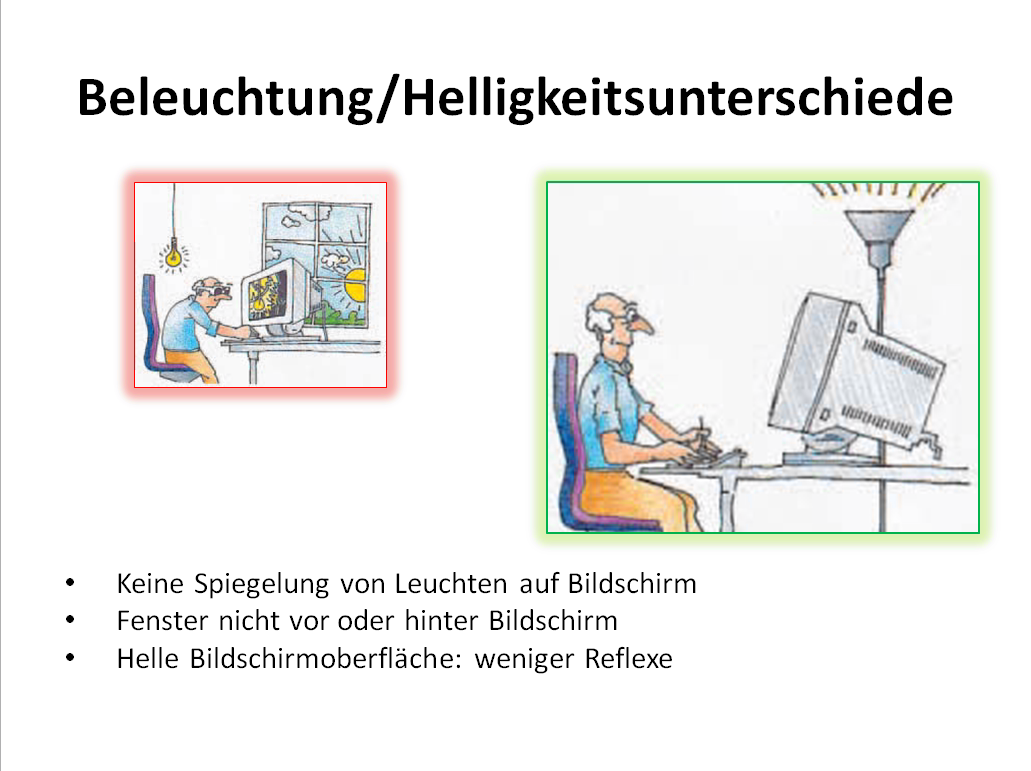 Beleuchtung/Helligkeitsunterschiede
• Keine Spiegelung von Leuchten auf Bildschirm
• Fenster nicht vor oder hinter Bildschirm
• Helle Bildschirmoberfläche: weniger Reflexe